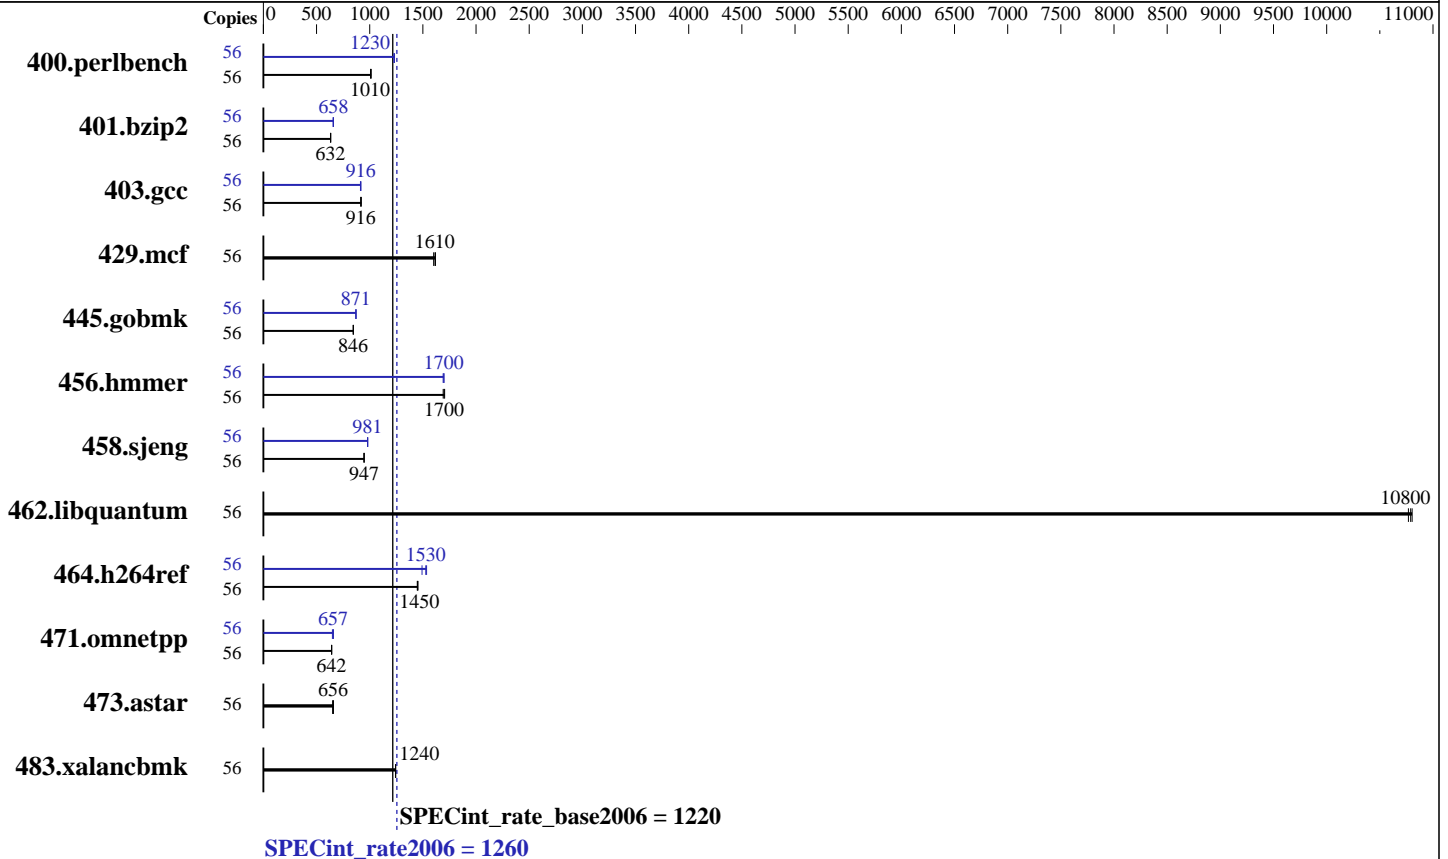 Copies 0 500 1000 1500 2000 2500 3000 3500 4000 4500 5000 5500 6000 6500 7000 7500 8000 8500 9000 9500 10000 11000
400.perlbench 56 1230
56 1010
401.bzip2 56 658
56 632
403.gcc 56 916
56 916
429.mcf 56 1610
445.gobmk 56 871
56 846
456.hmmer 56 1700
56 1700
458.sjeng 56 981
56 947
462.libquantum 56 10800
464.h264ref 56 1530
56 1450
471.omnetpp 56 657
56 642
473.astar 56 656
483.xalancbmk 56 1240
SPECint_rate_base2006 = 1220
SPECint_rate2006 = 1260